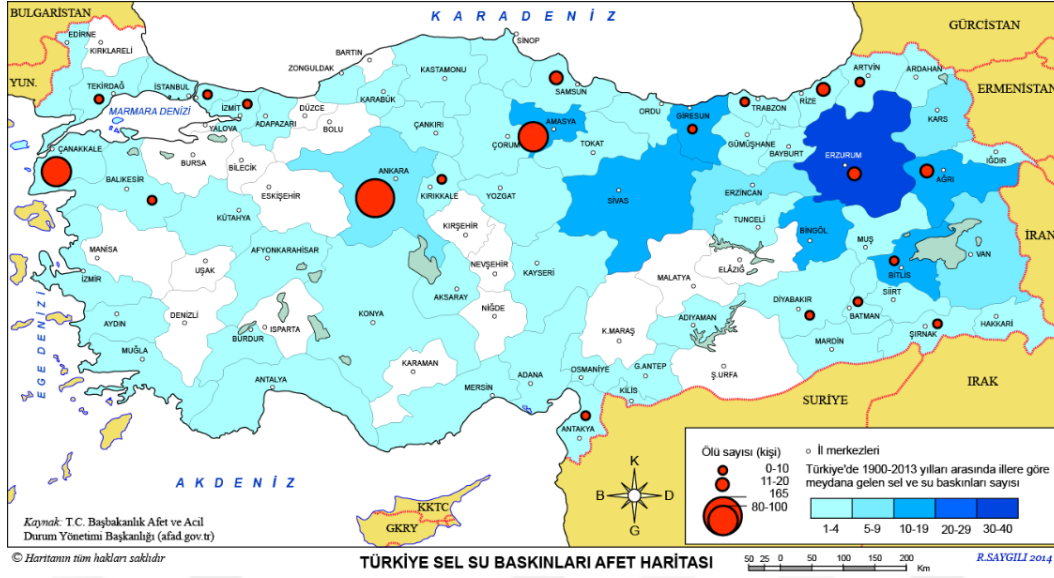 BULGARİSTAN
K A R A D E N İ Z
GÜRCİSTAN
EDİRNE
KIRKLARELİ
SİNOP
BARTIN
ZONGULDAK
KASTAMONU
ARTVİN
ARDAHAN
YUN.
TEKİRDAĞ
İSTANBUL
KARABÜK
SAMSUN
RİZE
ERMENİSTAN
MARMARA DENİZİ
İZMİT
ADAPAZARI
DÜZCE
ORDU
GİRESUN
TRABZON
KARS
YALOVA
BOLU
ÇANKIRI
ÇORUM
AMASYA
TOKAT
GÜMÜŞHANE
BAYBURT
ÇANAKKALE
BURSA
BİLECİK
ERZURUM
IĞDIR
BALIKESİR
ESKİŞEHİR
ANKARA
KIRIKKALE
YOZGAT
SİVAS
ERZİNCAN
AĞRI
KÜTAHYA
KIRŞEHİR
TUNCELİ
BİNGÖL
MUŞ
İRAN
MANİSA
AFYONKARAHİSAR
NEVŞEHİR
KAYSERİ
MALATYA
ELÂZIĞ
VAN
İZMİR
UŞAK
AKSARAY
BİTLİS
E G E D E N İ Z İ
AYDIN
DENİZLİ
ISPARTA
BURDUR
KONYA
NİĞDE
K.MARAŞ
ADIYAMAN
DİYABAKIR
BATMAN
SİİRT
ŞIRNAK
HAKKARİ
MUĞLA
KARAMAN
MARDİN
ANTALYA
MERSİN
ADANA
OSMANİYE
G.ANTEP
KİLİS
Ş.URFA
SURİYE
IRAK
ANTAKYA
A K D E N İ Z
KKTC
GKRY
K
B
D
G
Ölü sayısı (kişi)
0-10
11-20
165
80-100
İl merkezleri
Türkiye'de 1900-2013 yılları arasında illere göre
meydana gelen sel ve su baskınları sayısı
1-4 5-9 10-19 20-29 30-40
Kaynak: T.C. Başbakanlık Afet ve Acil
Durum Yönetimi Başkanlığı (afad.gov.tr)
© Haritanın tüm hakları saklıdır
TÜRKİYE SEL SU BASKINLARI AFET HARİTASI
50 25 0 50 100 150 200
Km
R.SAYGILI 2014